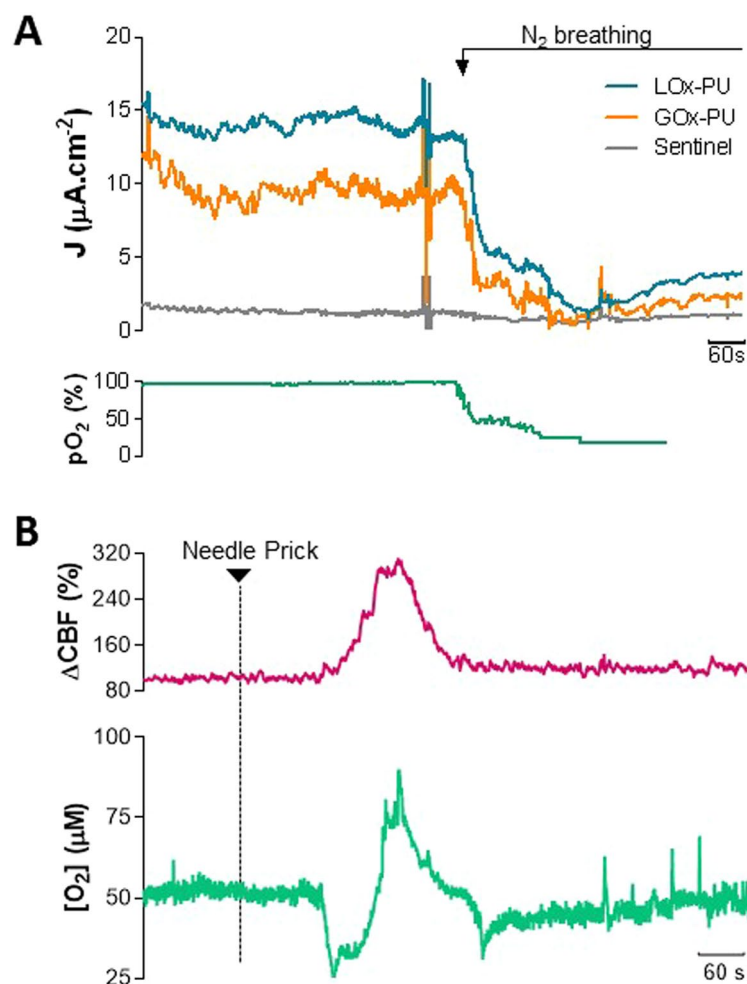 A
N₂ breathing
20
15
10
5
0
J (µA.cm⁻²)
LOx-PU
GOx-PU
Sentinel
60s
100
50
0
pO₂ (%)
B
Needle Prick
320
240
160
80
ΔCBF (%)
100
75
50
25
[O₂] (µM)
60 s